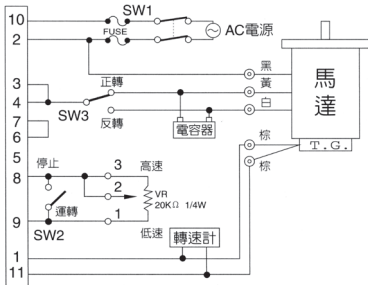 10
SW1
FUSE
AC電源
2
黑
馬達
3
正轉
黃
4
SW3
白
7
反轉
電容器
6
棕
T.G.
5
停止
3
高速
8
棕
2
VR
20KΩ 1/4W
運轉
1
9
低速
轉速計
SW2
1
11